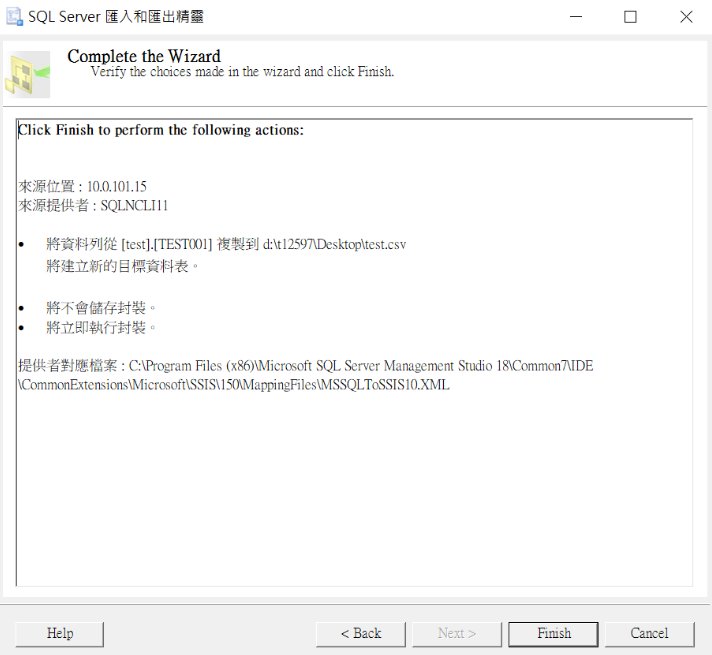 SQL Server 匯入和匯出精靈
Complete the Wizard
Verify the choices made in the wizard and click Finish.
Click Finish to perform the following actions:
來源位置 : 10.0.101.15
來源提供者 : SQLNCLI11
• 將資料列從 [test].[TEST001] 複製到 d:\t12597\Desktop\test.csv
將建立新的目標資料表。
• 將不會儲存封裝。
• 將立即執行封裝。
提供者對應檔案 : C:\Program Files (x86)\Microsoft SQL Server Management Studio 18\Common7\IDE
\CommonExtensions\Microsoft\SSIS\150\MappingFiles\MSSQLToSSIS10.XML
Help
< Back
Next >
Finish
Cancel